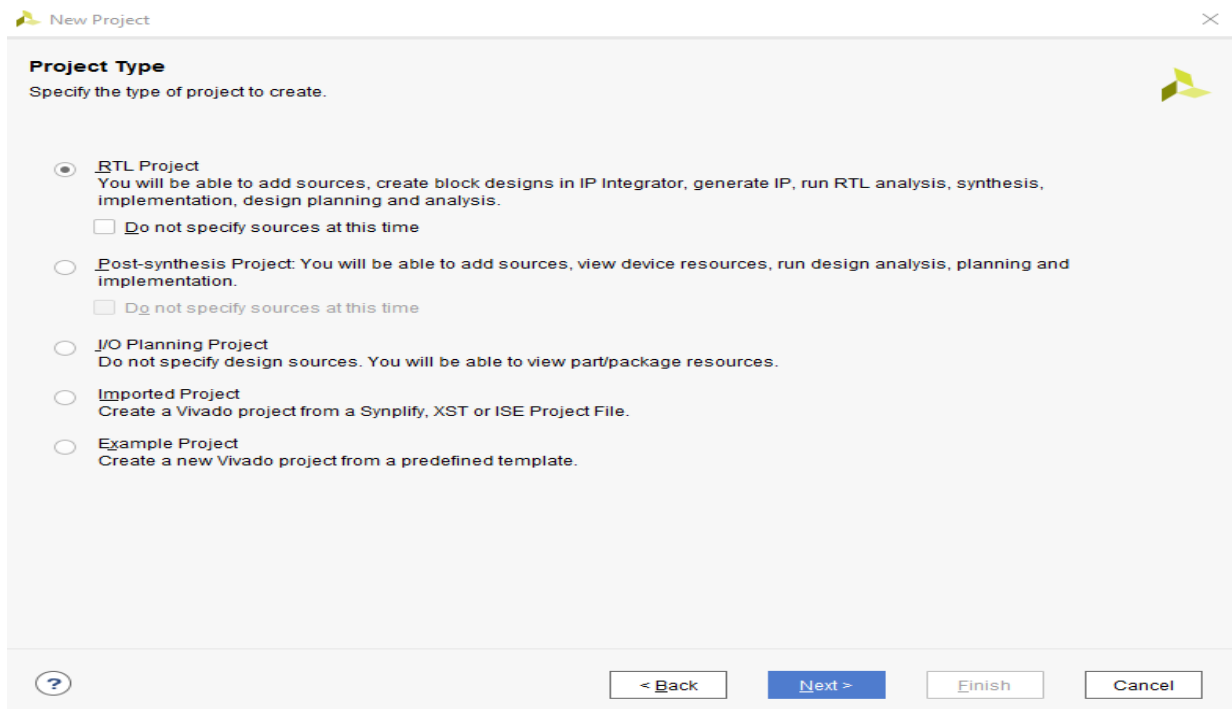 New Project
Project Type
Specify the type of project to create.
RTL Project
You will be able to add sources, create block designs in IP Integrator, generate IP, run RTL analysis, synthesis,
implementation, design planning and analysis.
Do not specify sources at this time
Post-synthesis Project: You will be able to add sources, view device resources, run design analysis, planning and
implementation.
Do not specify sources at this time
I/O Planning Project
Do not specify design sources. You will be able to view part/package resources.
Imported Project
Create a Vivado project from a Synplify, XST or ISE Project File.
Example Project
Create a new Vivado project from a predefined template.
? < Back Next > Finish Cancel